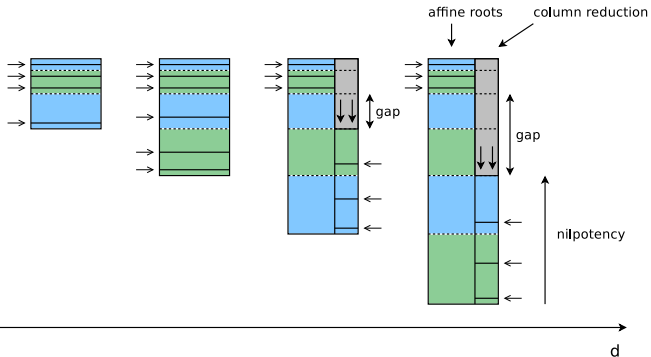 affine roots
column reduction
gap
gap
nilpotency
d